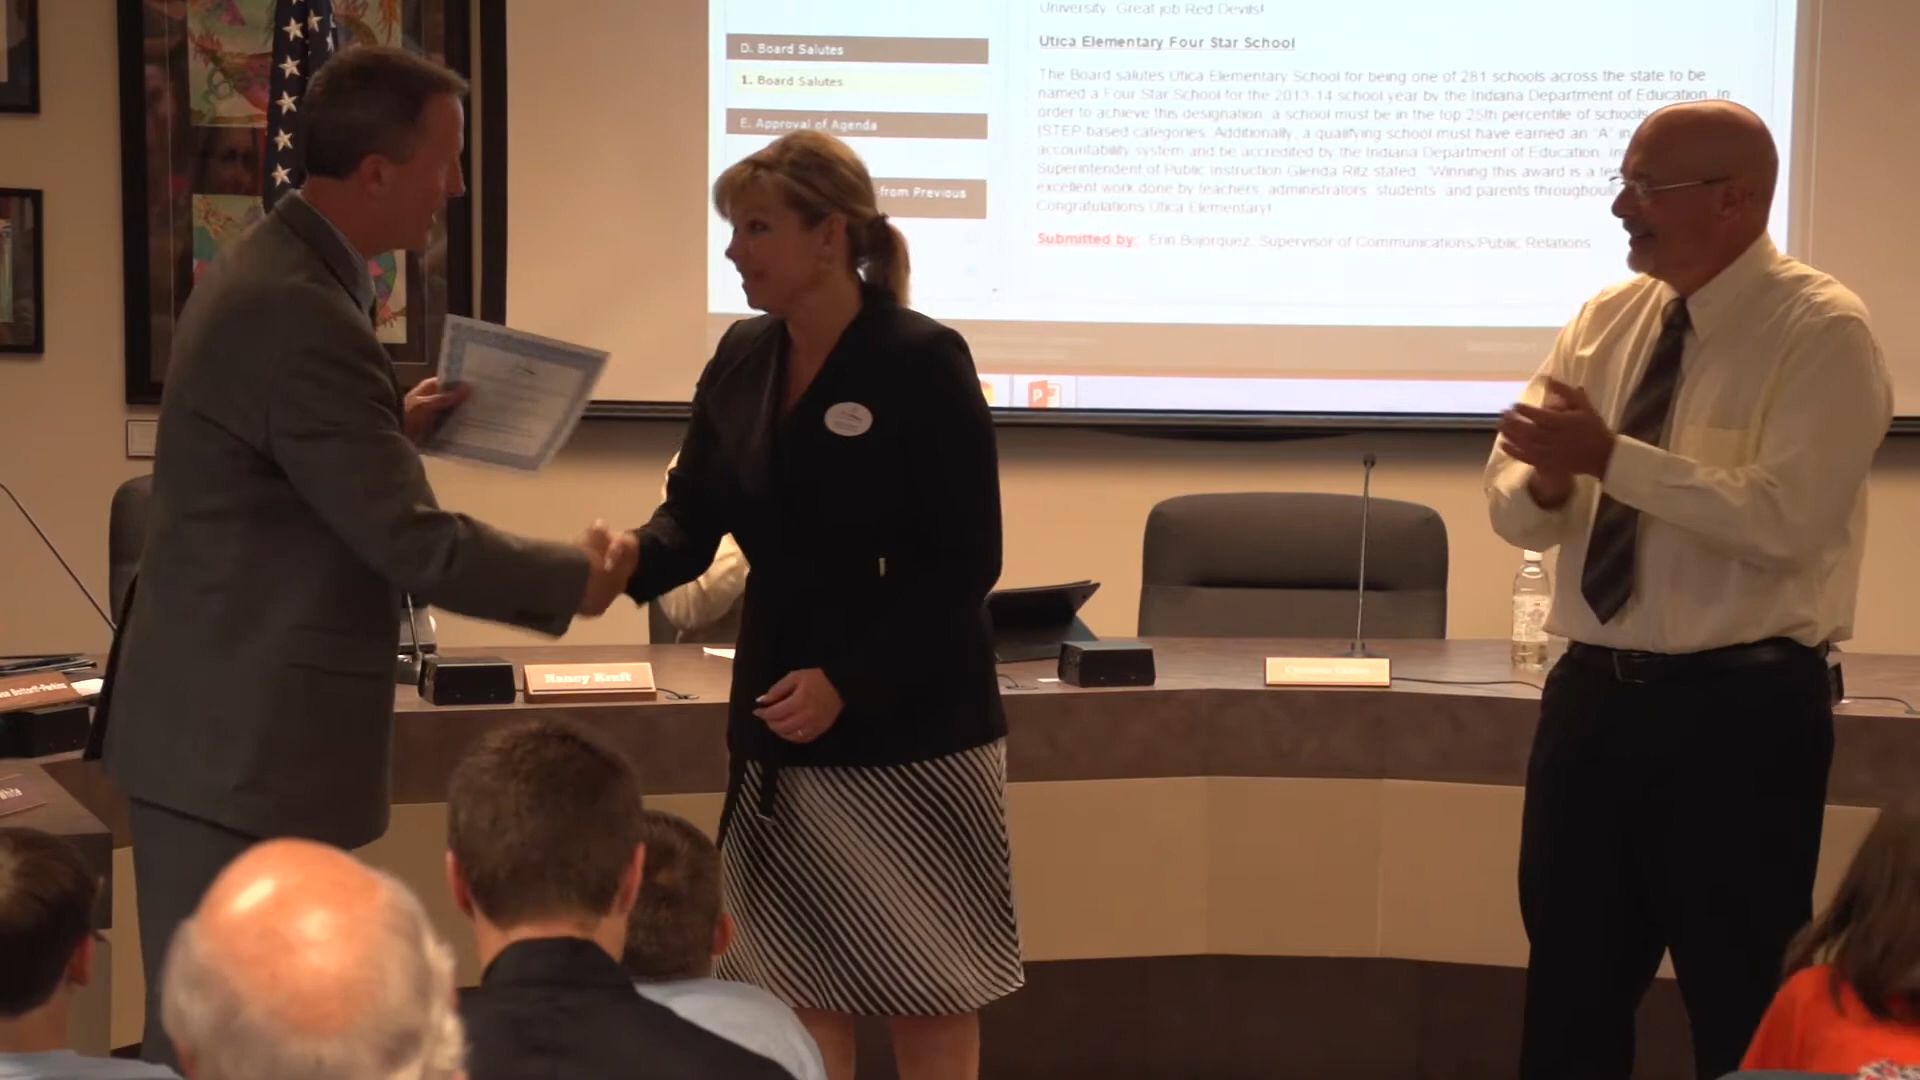 University. Great job Red Devils!
D. Board Salutes
1. Board Salutes
E. Approval of Agenda
from Previous
Utica Elementary Four Star School
The Board salutes Utica Elementary School for being one of 281 schools across the state to be
named a Four Star School for the 2013-14 school year by the Indiana Department of Education. In
order to achieve this designation, a school must be in the top 25th percentile of schools
ISTEP-based categories. Additionally, a qualifying school must have earned an "A" in
accountability system and be accredited by the Indiana Department of Education.
Superintendent of Public Instruction Glenda Ritz stated, "Winning this award is a
excellent work done by teachers, administrators, students, and parents
Congratulations Utica Elementary!
Submitted by: Erin Bojorquez, Supervisor of Communications/Public Relations
Nancy Kraft
Bottorff-Perkins
White